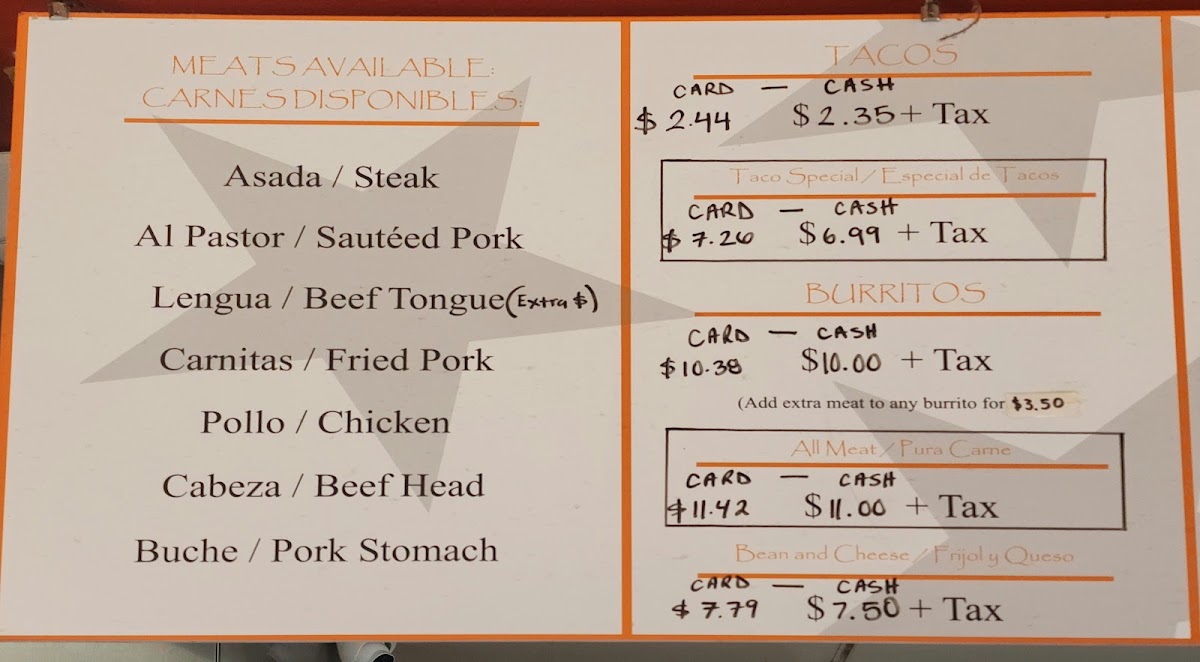 MEATS AVAILABLE:
CARNES DISPONIBLES:
Asada / Steak
Al Pastor / Sautéed Pork
Lengua / Beef Tongue (Extra $)
Carnitas / Fried Pork
Pollo / Chicken
Cabeza / Beef Head
Buche / Pork Stomach
TACOS
CARD — CASH
$ 2.44 $2.35 + Tax
Taco Special / Especial de Tacos
CARD — CASH
$ 7.26 $6.99 + Tax
BURRITOS
CARD — CASH
$10.38 $10.00 + Tax
(Add extra meat to any burrito for $3.50
All Meat / Pura Carne
CARD — CASH
$11.42 $11.00 + Tax
Bean and Cheese / Frijol y Queso
CARD — CASH
$ 7.79 $7.50 + Tax